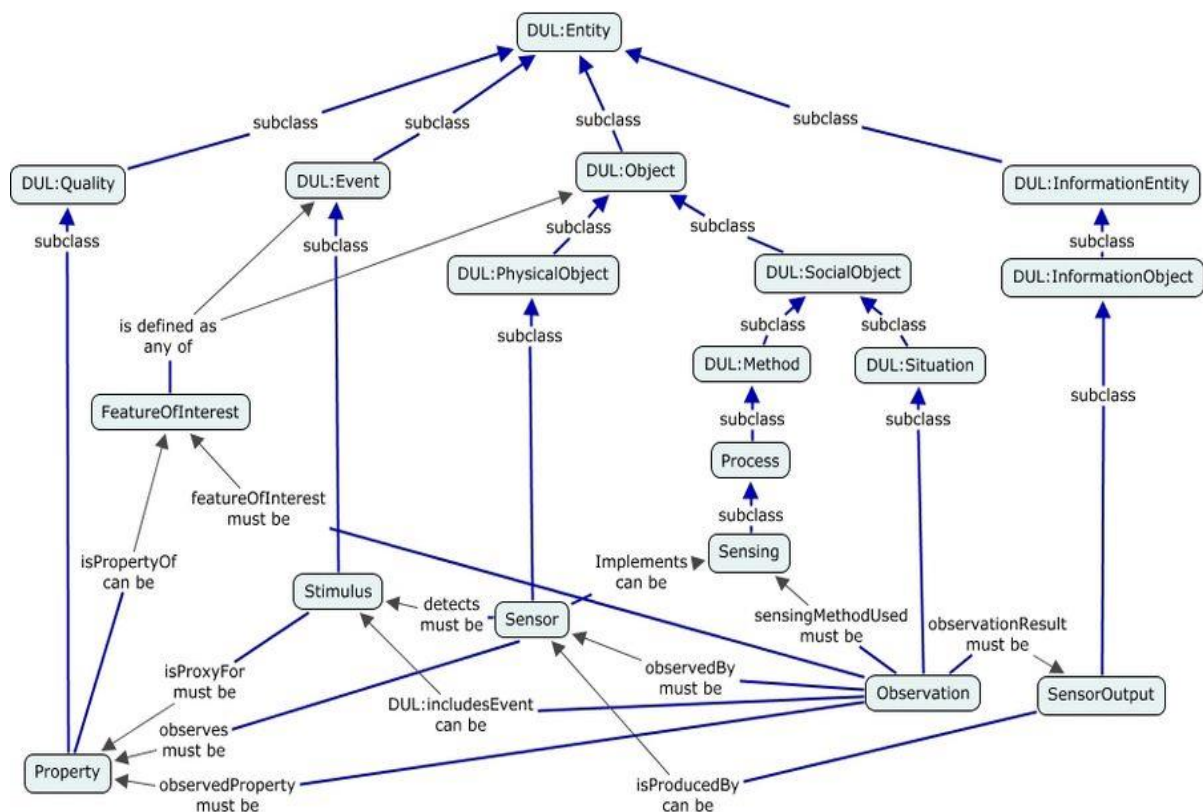 DUL:Entity
subclass
subclass
subclass
subclass
DUL:Quality
DUL:Event
DUL:Object
DUL:InformationEntity
subclass
subclass
subclass
subclass
subclass
DUL:PhysicalObject
DUL:SocialObject
DUL:InformationObject
is defined as
any of
subclass
subclass
subclass
DUL:Method
DUL:Situation
FeatureOfInterest
subclass
subclass
subclass
Process
featureOfInterest
must be
subclass
Sensing
isPropertyOf
can be
Implements
can be
Stimulus
detects
must be
Sensor
sensingMethodUsed
must be
observationResult
must be
isProxyFor
must be
observedBy
must be
Observation
SensorOutput
DUL:includesEvent
can be
observes
must be
Property
observedProperty
must be
isProducedBy
can be